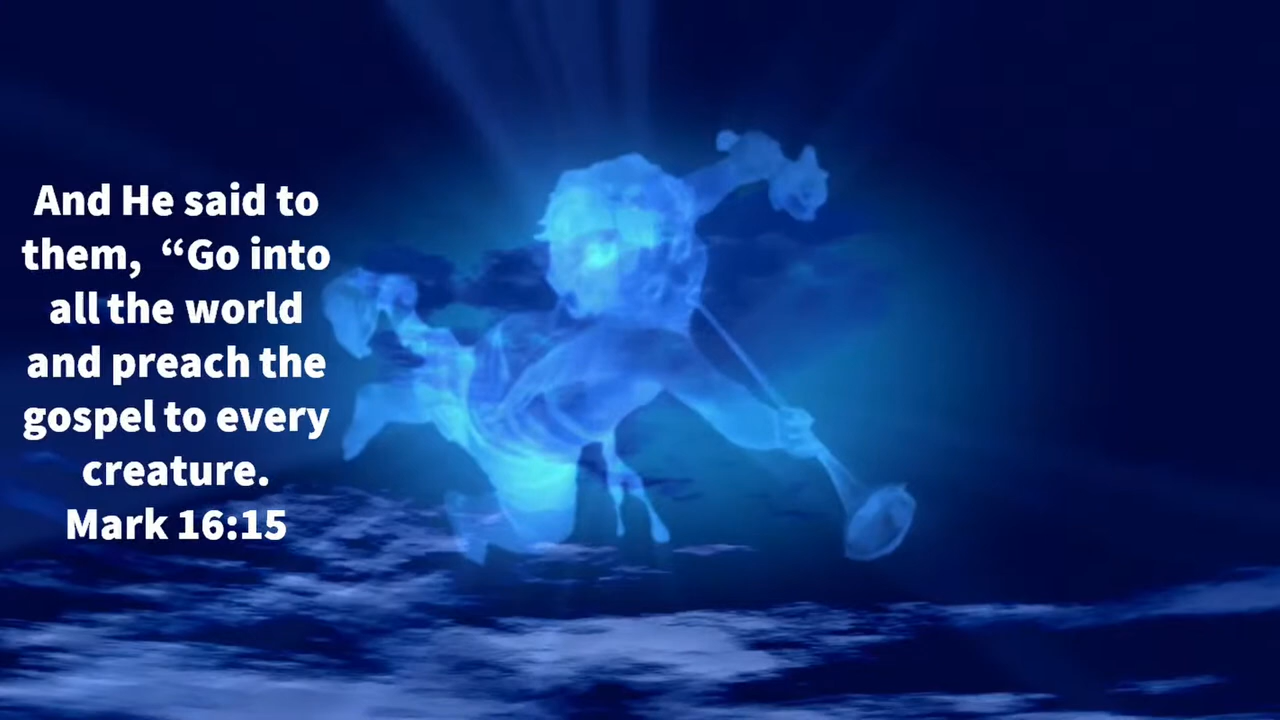 And He said to
them,  “Go into
all the world
and preach the
gospel to every
creature.
Mark 16:15